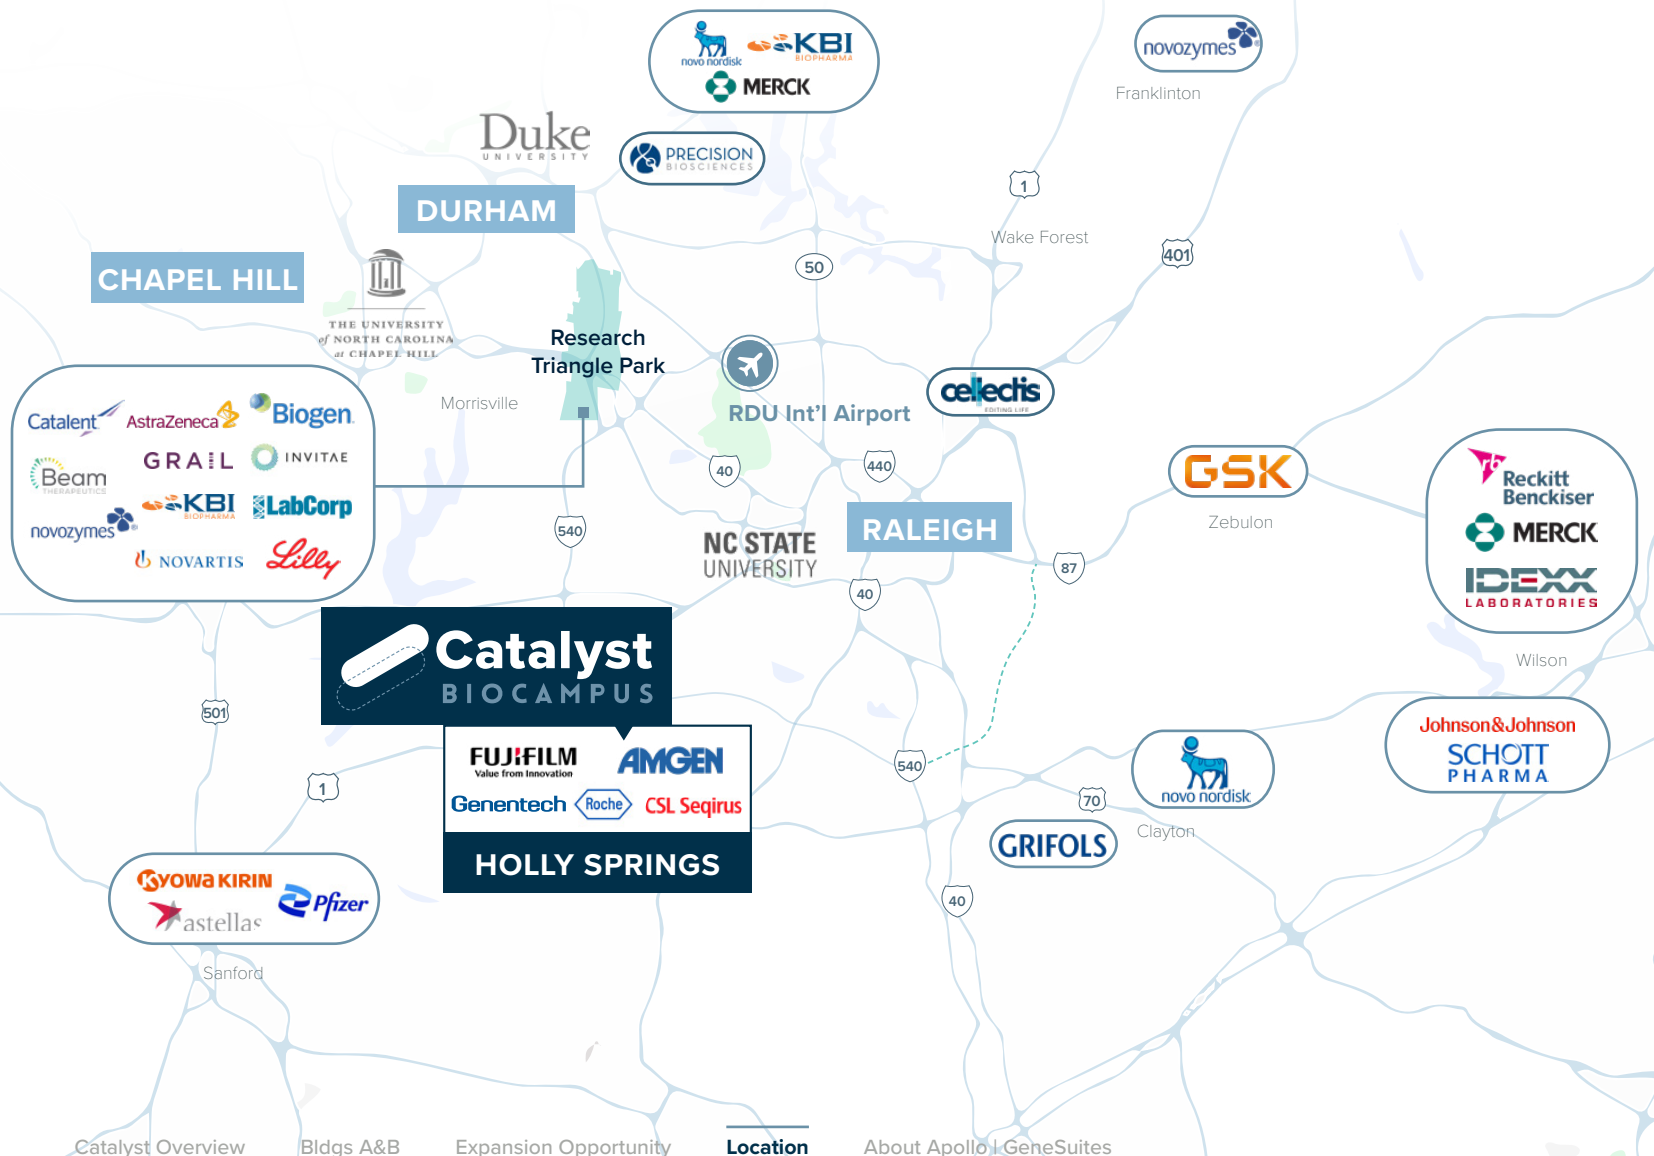 novo nordisk
KBI
BIOPHARMA
MERCK
novozymes
Franklinton
Duke
UNIVERSITY
PRECISION
BIOSCIENCES
1
DURHAM
Wake Forest
401
CHAPEL HILL
50
THE UNIVERSITY
of NORTH CAROLINA
at CHAPEL HILL
Research
Triangle Park
RDU Int'l Airport
cellectis
EDITING LIFE
Morrisville
Catalent
AstraZeneca
Biogen
GRAIL
INVITAE
Beam
THERAPEUTICS
KBI
BIOPHARMA
LabCorp
novozymes
NOVARTIS
Lilly
40
440
GSK
Zebulon
rb
Reckitt
Benckiser
MERCK
IDEXX
LABORATORIES
Wilson
540
NC STATE
UNIVERSITY
RALEIGH
87
40
Catalyst
BIOCAMPUS
501
FUJIFILM
Value from Innovation
AMGEN
Genentech
Roche
CSL Seqirus
HOLLY SPRINGS
1
540
70
novo nordisk
Clayton
GRIFOLS
Johnson&Johnson
SCHOTT
PHARMA
KYOWA KIRIN
astellas
Pfizer
Sanford
40
Catalyst Overview
Bldgs A&B
Expansion Opportunity
Location
About Apollo | GeneSuites